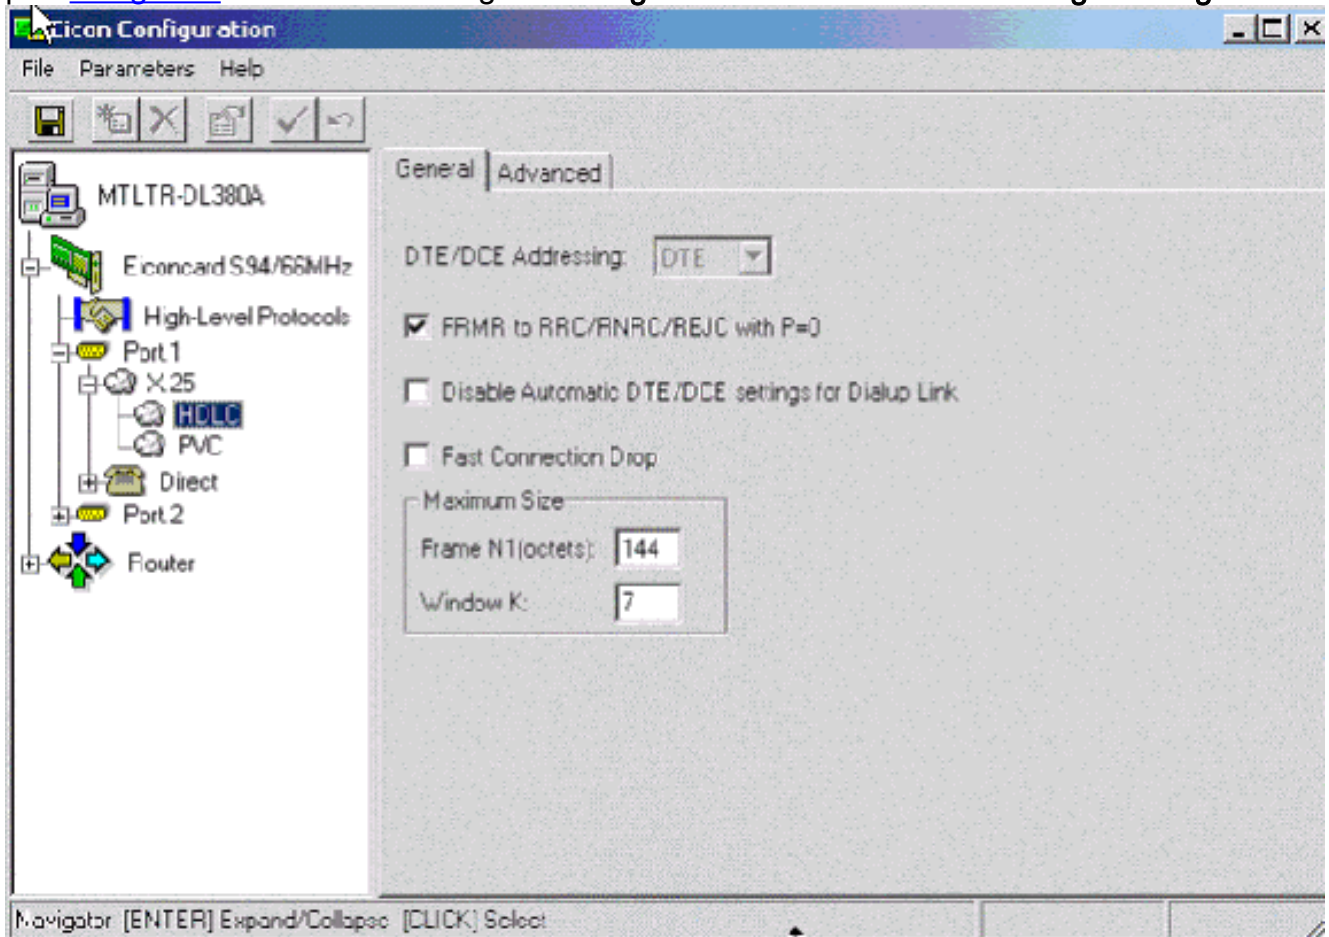 Eicon Configuration
File Parameters Help
MTLTR-DL380A
Eiconcard S94/66MHz
High-Level Protocols
Port 1
X 25
HDLC
PVC
Direct
Port 2
Router
General Advanced
DTE/DCE Addressing: DTE
FRMR to RRC/RNRC/REJC with P=0
Disable Automatic DTE/DCE settings for Dialup Link
Fast Connection Drop
Maximum Size
Frame N1(octets): 144
Window K: 7
Navigator [ENTER] Expand/Collapse [CLICK] Select